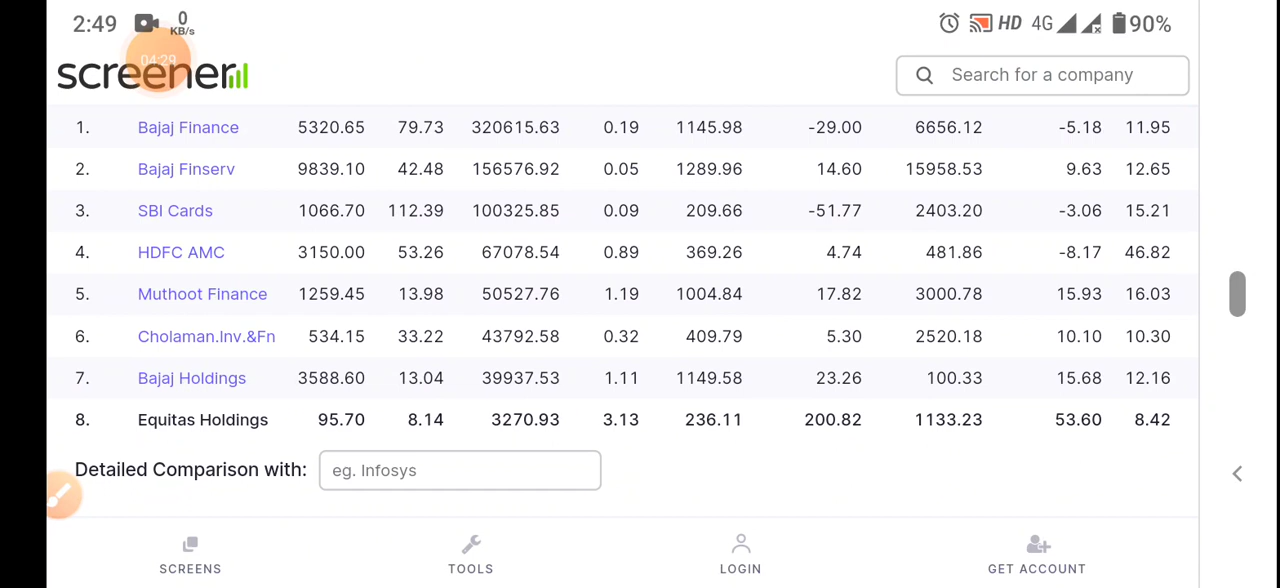 2:49 0 KB/s HD 4G 90%
04:29
screener Search for a company
1. Bajaj Finance 5320.65 79.73 320615.63 0.19 1145.98 -29.00 6656.12 -5.18 11.95
2. Bajaj Finserv 9839.10 42.48 156576.92 0.05 1289.96 14.60 15958.53 9.63 12.65
3. SBI Cards 1066.70 112.39 100325.85 0.09 209.66 -51.77 2403.20 -3.06 15.21
4. HDFC AMC 3150.00 53.26 67078.54 0.89 369.26 4.74 481.86 -8.17 46.82
5. Muthoot Finance 1259.45 13.98 50527.76 1.19 1004.84 17.82 3000.78 15.93 16.03
6. Cholaman.Inv.&Fn 534.15 33.22 43792.58 0.32 409.79 5.30 2520.18 10.10 10.30
7. Bajaj Holdings 3588.60 13.04 39937.53 1.11 1149.58 23.26 100.33 15.68 12.16
8. Equitas Holdings 95.70 8.14 3270.93 3.13 236.11 200.82 1133.23 53.60 8.42
Detailed Comparison with: eg. Infosys
SCREENS TOOLS LOGIN GET ACCOUNT